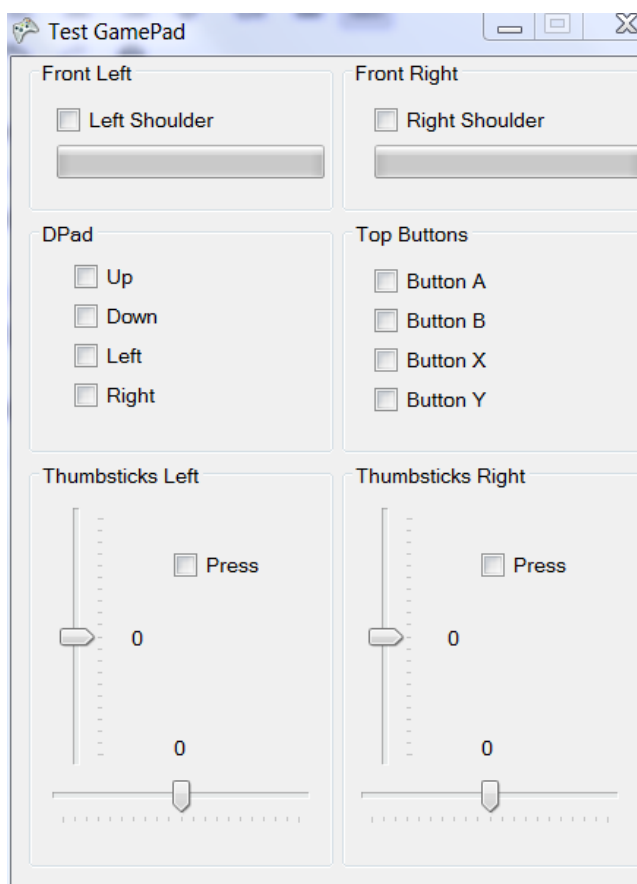 Test GamePad
Front Left
Left Shoulder
Front Right
Right Shoulder
DPad
Up
Down
Left
Right
Top Buttons
Button A
Button B
Button X
Button Y
Thumbsticks Left
Press
0
0
Thumbsticks Right
Press
0
0